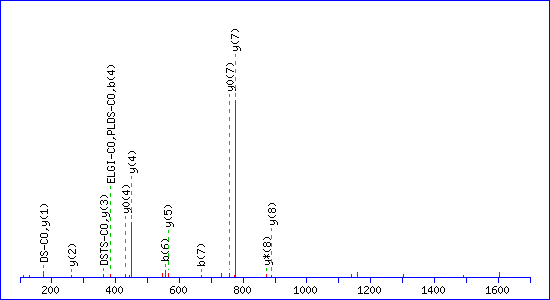 DS-CO,y(1)
y(2)
DSTS-CO,y(3)
ELGI-CO,PLDS-CO,b(4)
y0(4)
y(4)
b(6)
y(5)
b(7)
y0(7)
y(7)
y*(8)
y(8)
200 400 600 800 1000 1200 1400 1600